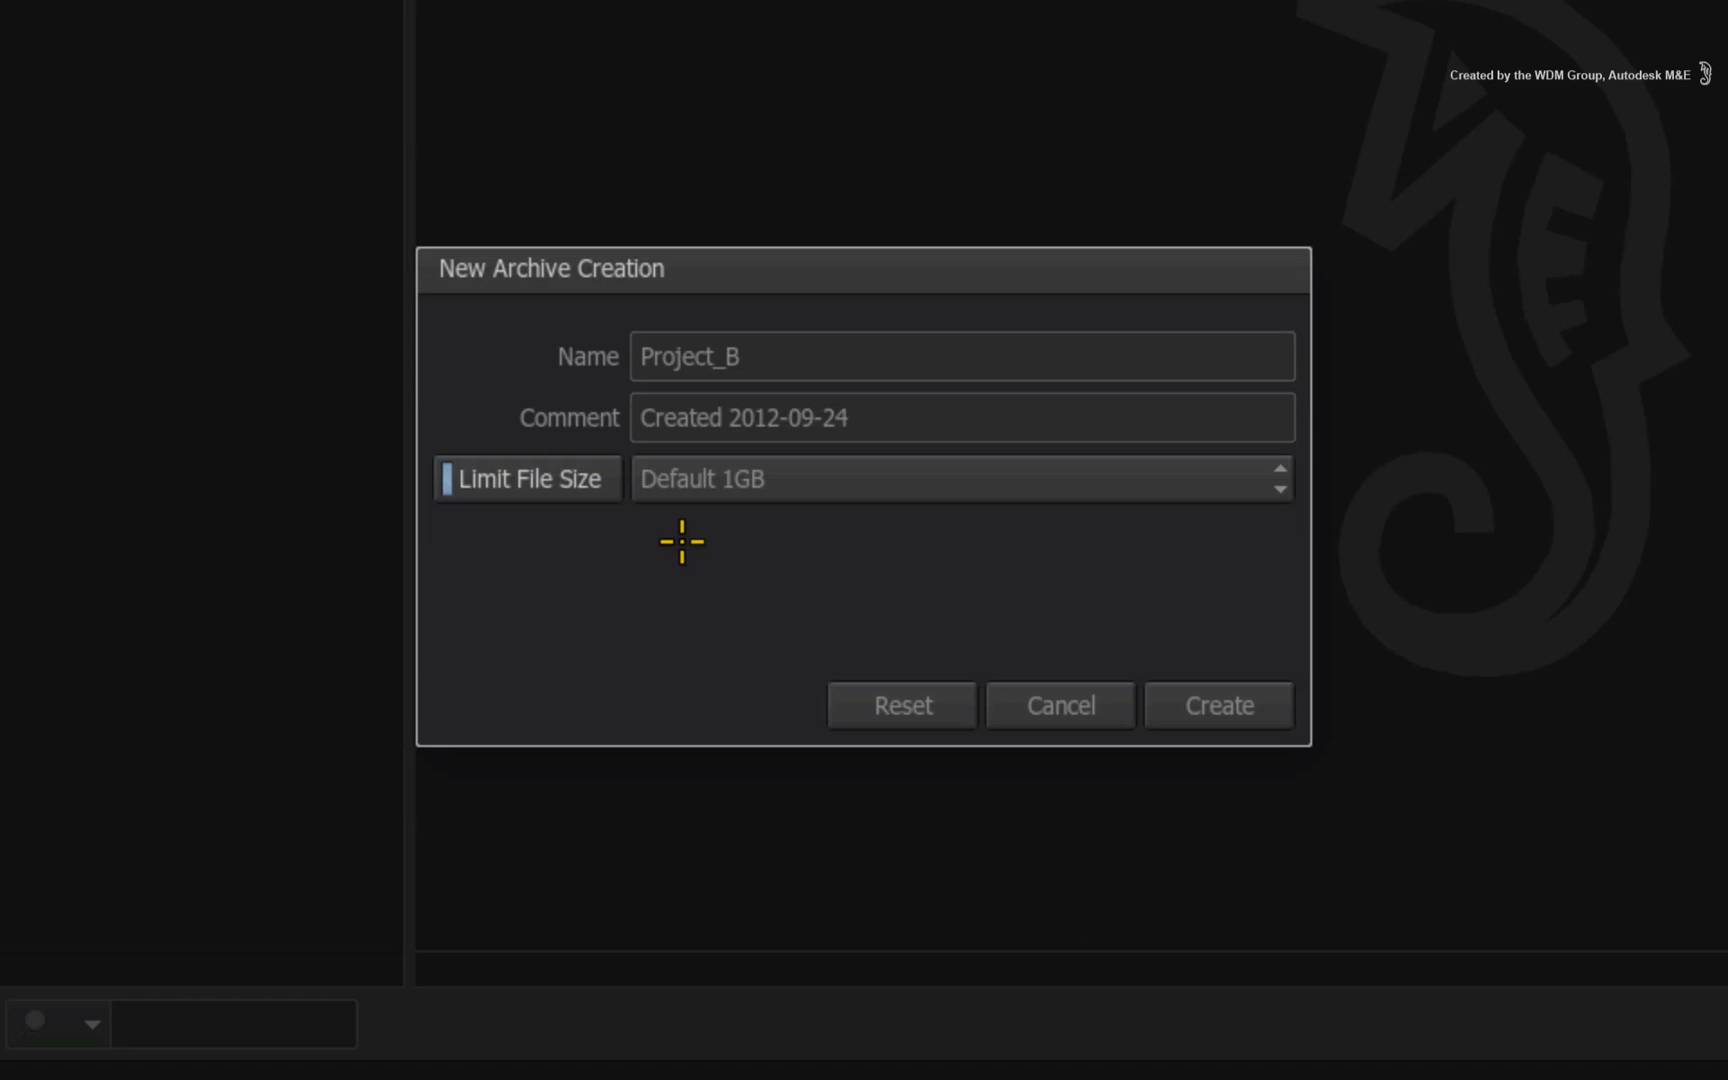 Created by the WDM Group, Autodesk M&E
New Archive Creation
Name Project_B
Comment Created 2012-09-24
Limit File Size Default 1GB
Reset Cancel Create